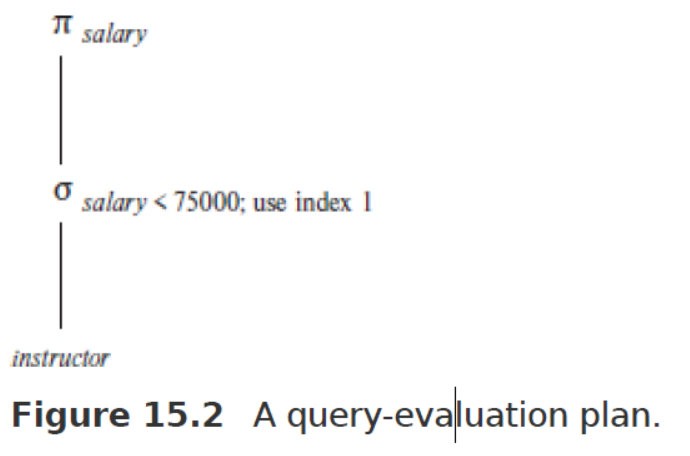 π salary
σ salary < 75000; use index 1
instructor
Figure 15.2 A query-evaluation plan.